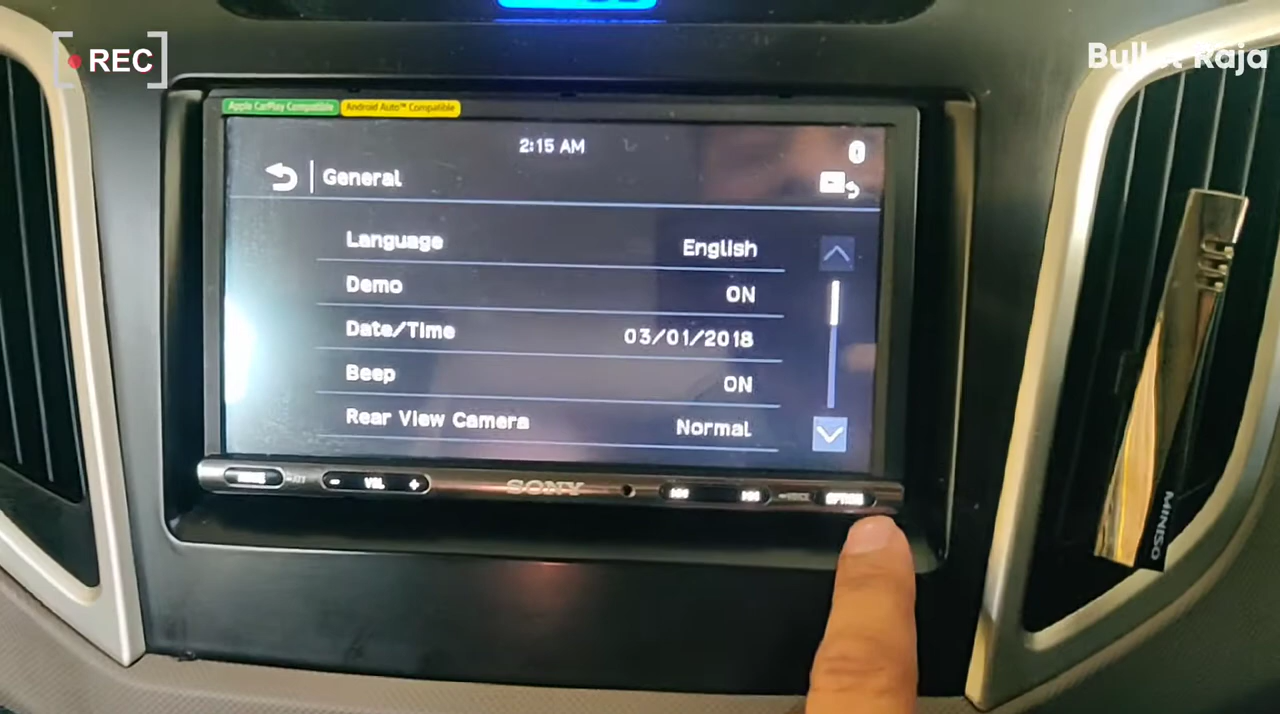 REC
Bullet Raja
Apple CarPlay Compatible
Android Auto™ Compatible
2:15 AM
General
Language English
Demo ON
Date/Time 03/01/2018
Beep ON
Rear View Camera Normal
- VOL +
SONY
OPTION
MINISO